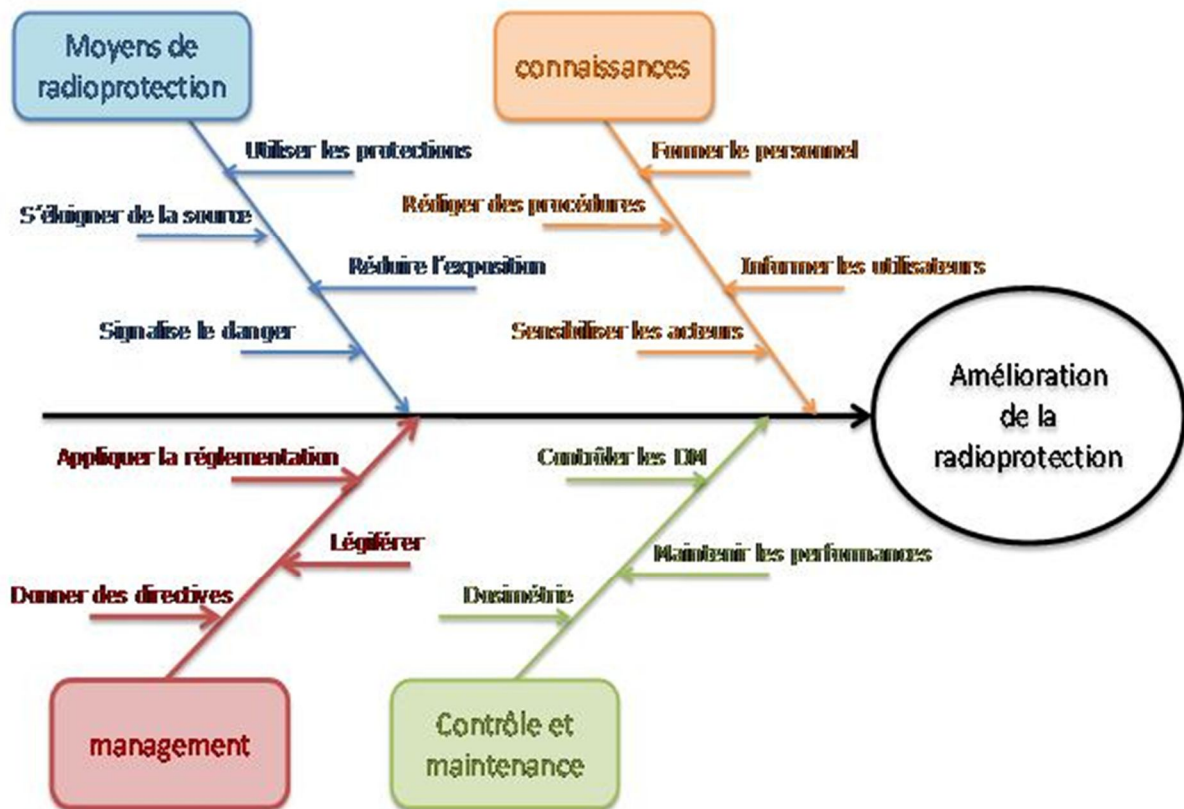 Moyens de
radioprotection
connaissances
Utiliser les protections
Former le personnel
S'éloigner de la source
Rédiger des procédures
Réduire l'exposition
Informer les utilisateurs
Signalise le danger
Sensibiliser les acteurs
Amélioration
de la
radioprotection
Appliquer la réglementation
Contrôler les DM
Légiférer
Maintenir les performances
Donner des directives
Dosimétrie
management
Contrôle et
maintenance